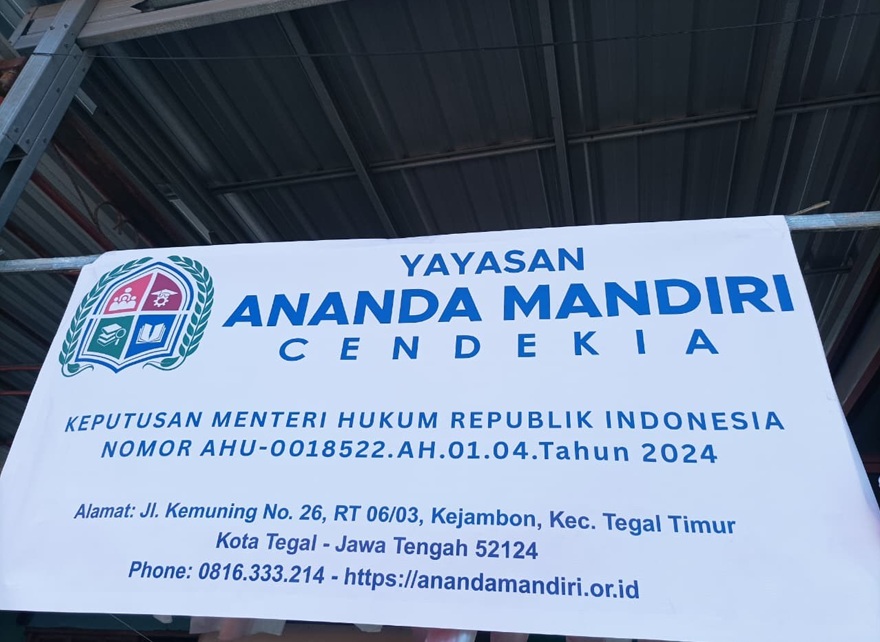 YAYASAN
ANANDA MANDIRI
CENDEKIA
KEPUTUSAN MENTERI HUKUM REPUBLIK INDONESIA
NOMOR AHU-0018522.AH.01.04.Tahun 2024
Alamat: Jl. Kemuning No. 26, RT 06/03, Kejambon, Kec. Tegal Timur
Kota Tegal - Jawa Tengah 52124
Phone: 0816.333.214 - https://anandamandiri.or.id